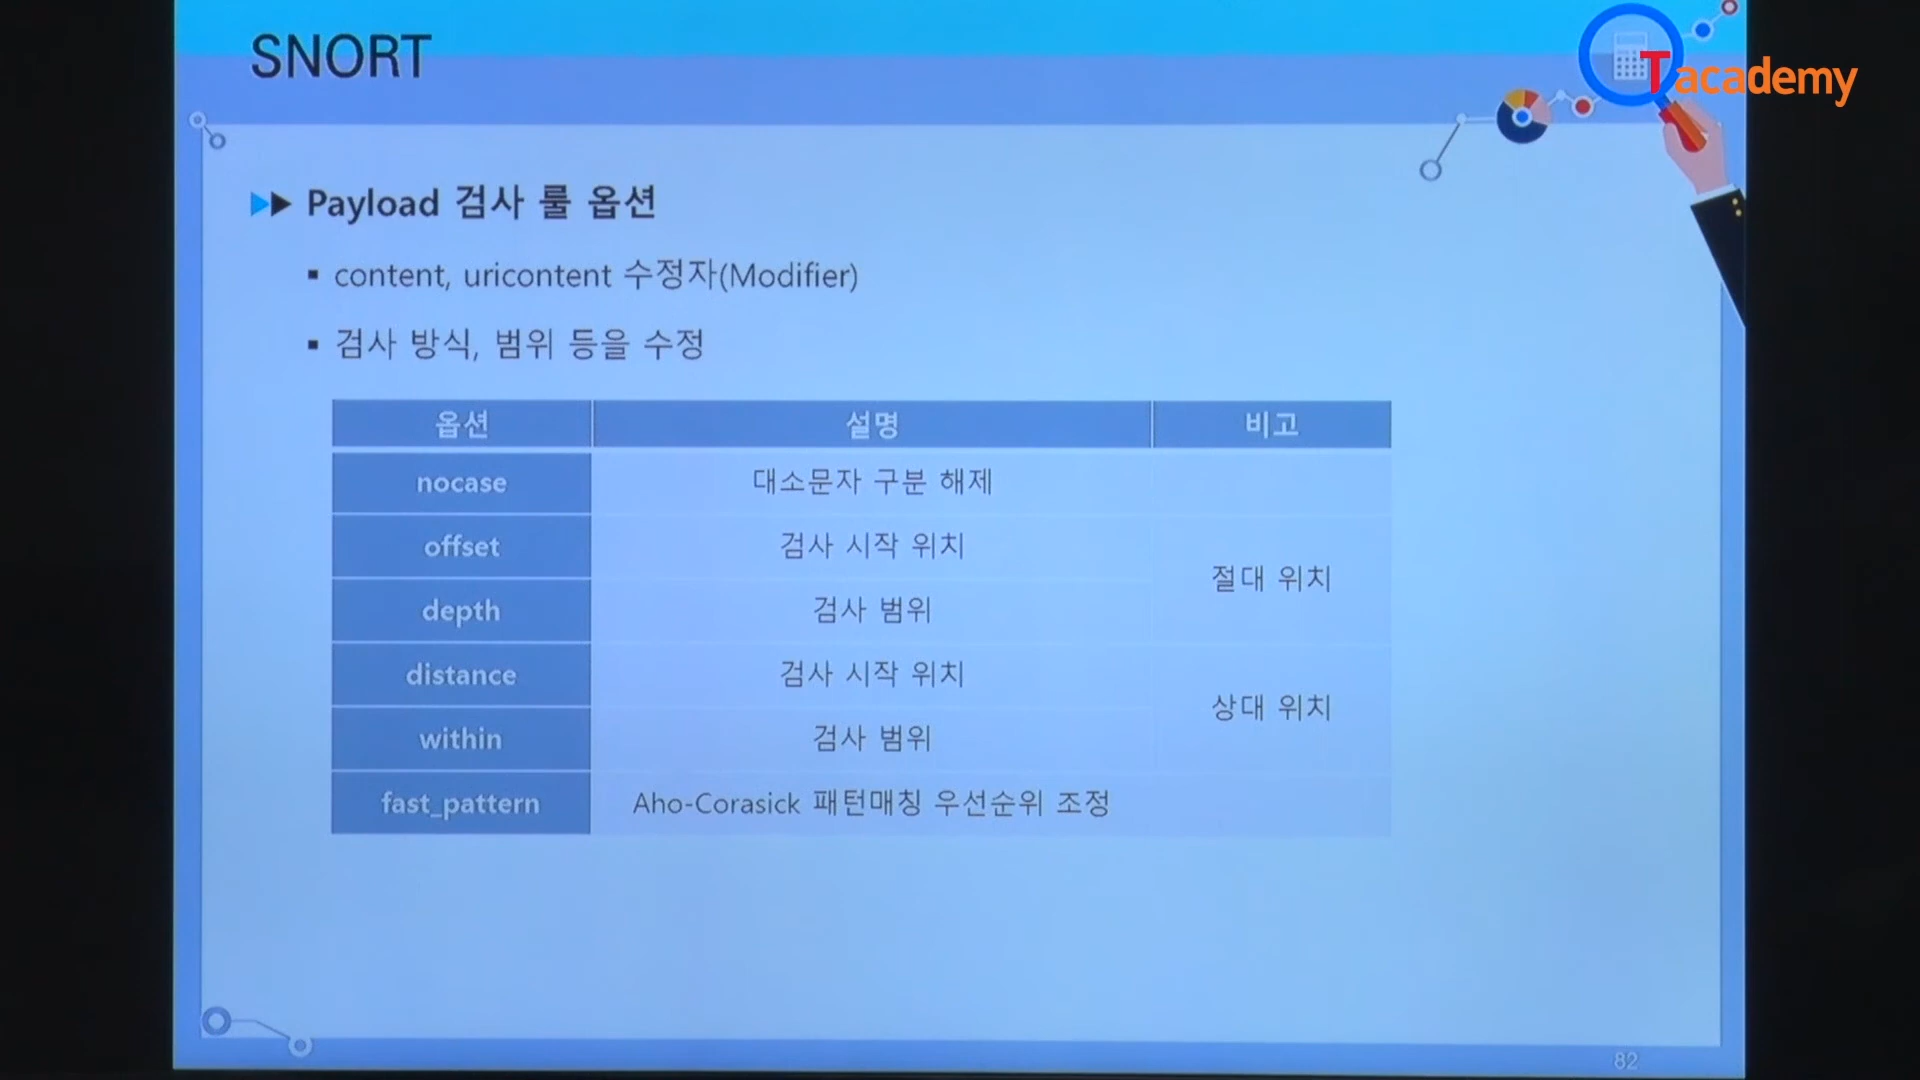 SNORT
Tacademy
Payload 검사 룰 옵션
content, uricontent 수정자(Modifier)
검사 방식, 범위 등을 수정
옵션 설명 비고
nocase 대소문자 구분 해제
offset 검사 시작 위치
절대 위치
depth 검사 범위
distance 검사 시작 위치
상대 위치
within 검사 범위
fast_pattern Aho-Corasick 패턴매칭 우선순위 조정
82